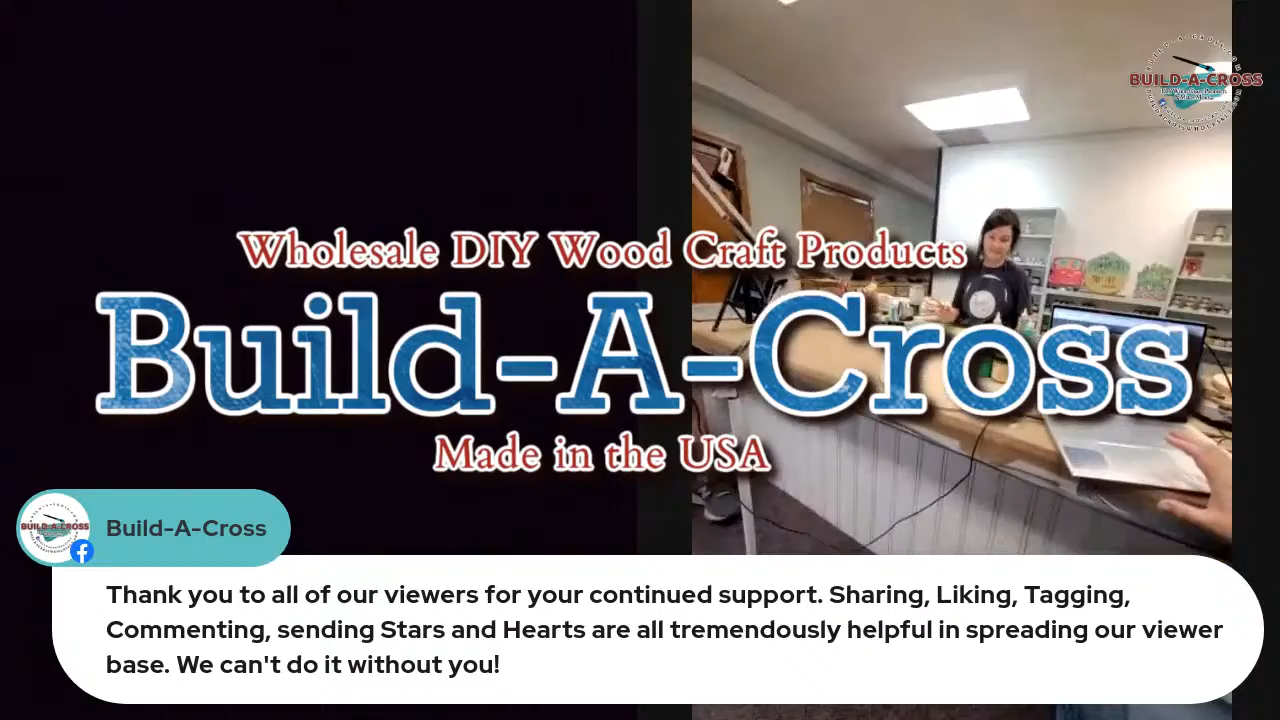 BUILD-A-CROSS
Wholesale DIY Wood Craft Products
Build-A-Cross
Made in the USA
BUILD-A-CROSS
Build-A-Cross
Thank you to all of our viewers for your continued support. Sharing, Liking, Tagging,
Commenting, sending Stars and Hearts are all tremendously helpful in spreading our viewer
base. We can't do it without you!